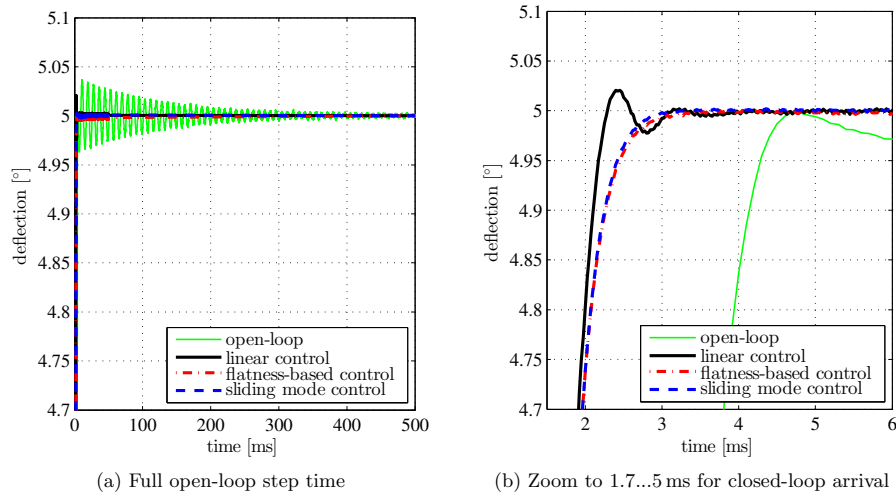 5.1
5.05
5
4.95
4.9
4.85
4.8
4.75
4.7
deflection [°]
0
100
200
300
400
500
time [ms]
open-loop
linear control
flatness-based control
sliding mode control
(a) Full open-loop step time
5.1
5.05
5
4.95
4.9
4.85
4.8
4.75
4.7
deflection [°]
2
3
4
5
6
time [ms]
open-loop
linear control
flatness-based control
sliding mode control
(b) Zoom to 1.7...5 ms for closed-loop arrival